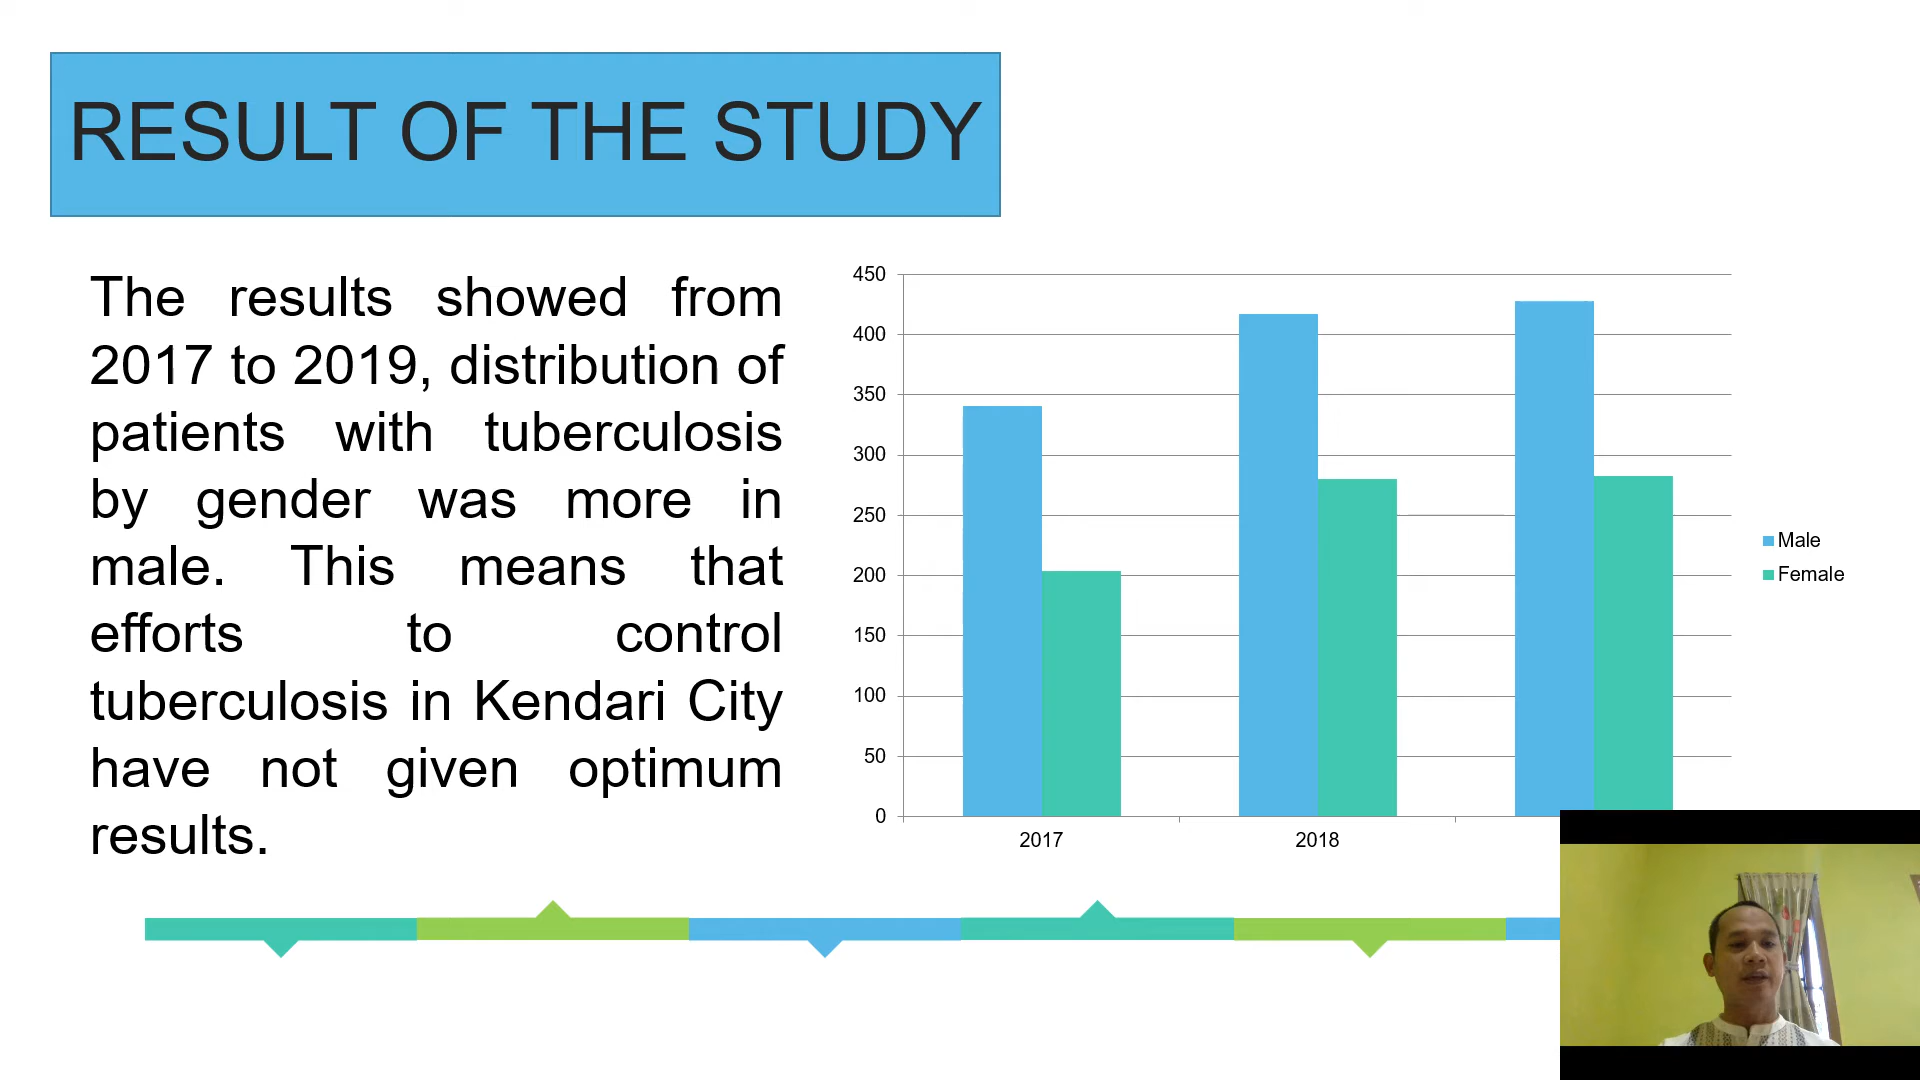 RESULT OF THE STUDY
The results showed from
2017 to 2019, distribution of
patients with tuberculosis
by gender was more in
male. This means that
efforts to control
tuberculosis in Kendari City
have not given optimum
results.
450
400
350
300
250
200
150
100
50
0
2017
2018
Male
Female